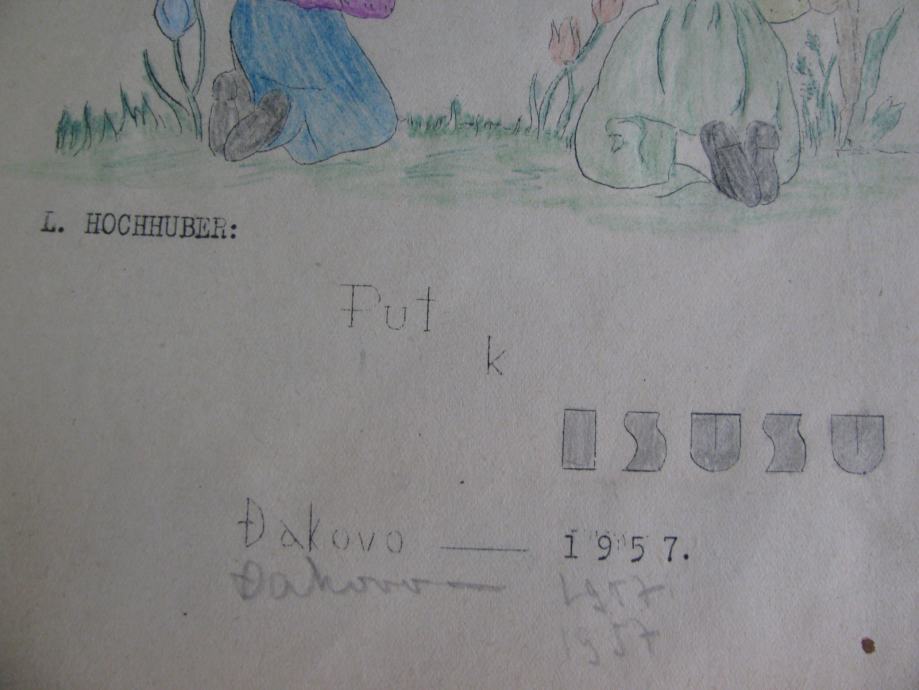 L. HOCHHUBER:
Put
k
ISUSU
Đakovo — 1957.
Đakovo — 1957.
1957